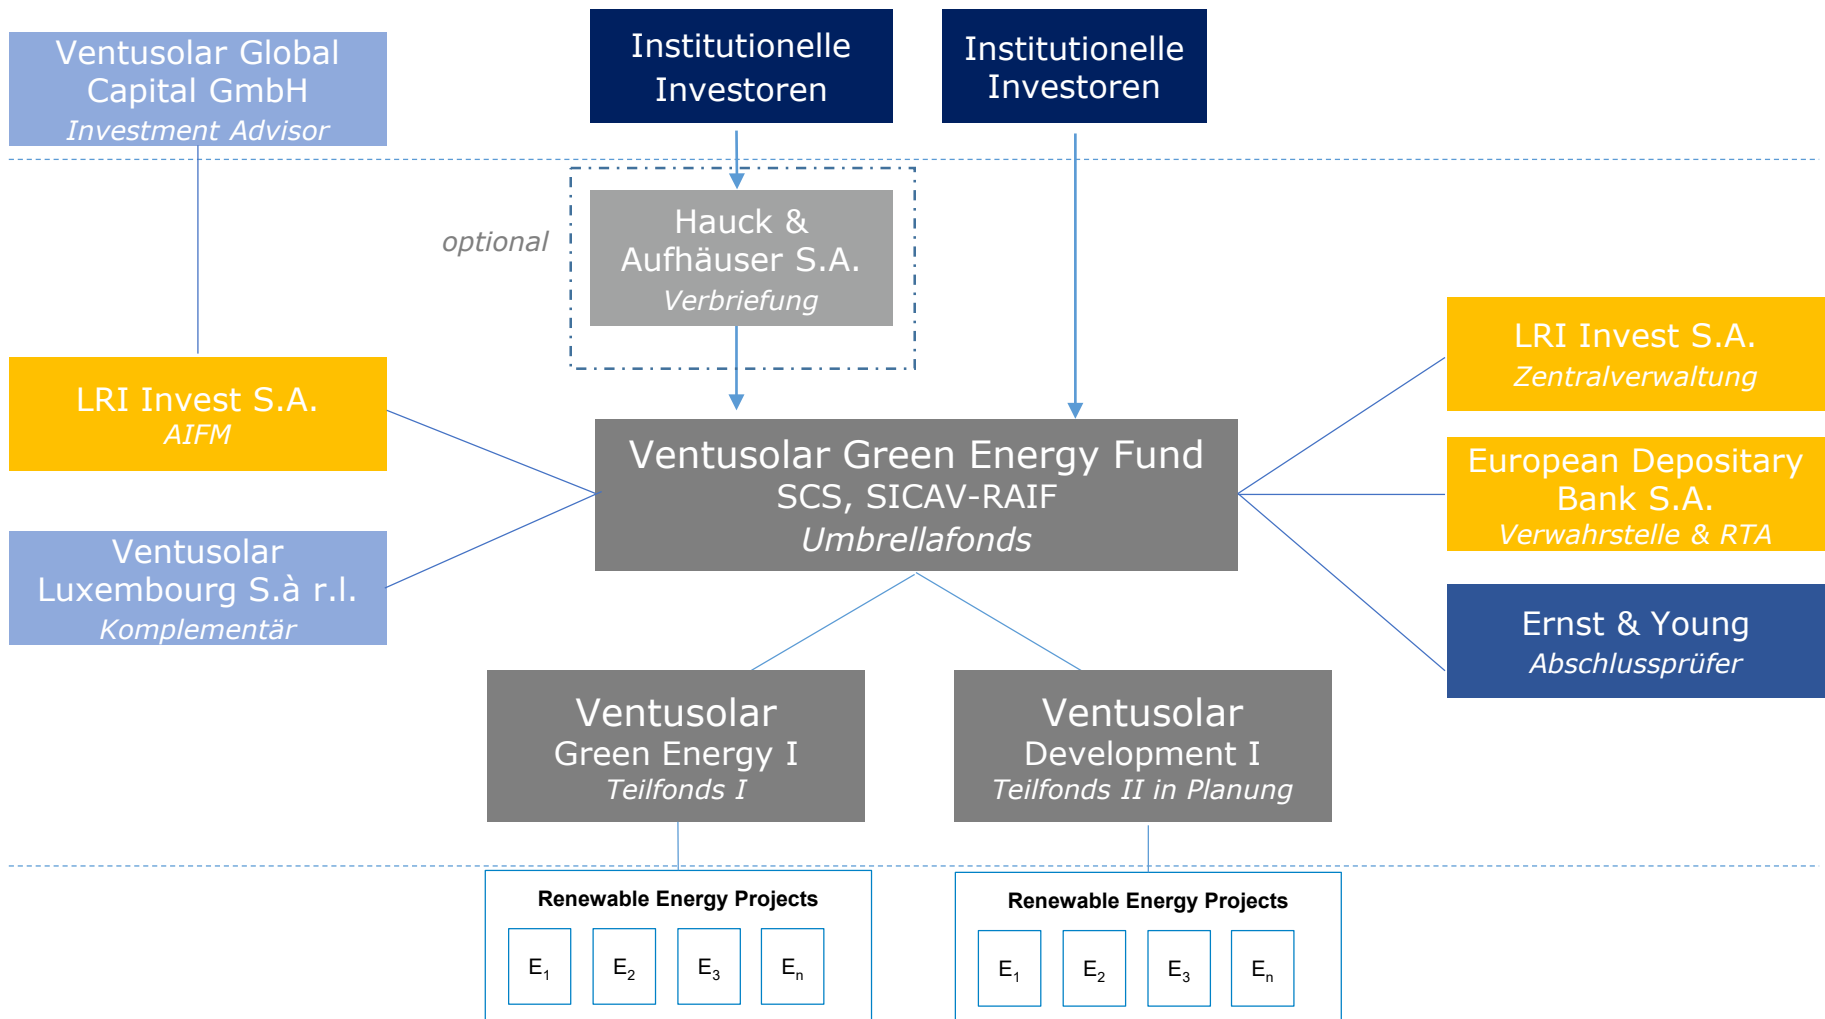 Ventusolar Global
Capital GmbH
Investment Advisor
Institutionelle
Investoren
Institutionelle
Investoren
optional
Hauck &
Aufhäuser S.A.
Verbriefung
LRI Invest S.A.
AIFM
Ventusolar
Luxembourg S.à r.l.
Komplementär
Ventusolar Green Energy Fund
SCS, SICAV-RAIF
Umbrellafonds
LRI Invest S.A.
Zentralverwaltung
European Depositary
Bank S.A.
Verwahrstelle & RTA
Ernst & Young
Abschlussprüfer
Ventusolar
Green Energy I
Teilfonds I
Ventusolar
Development I
Teilfonds II in Planung
Renewable Energy Projects
E₁ E₂ E₃ Eₙ
Renewable Energy Projects
E₁ E₂ E₃ Eₙ